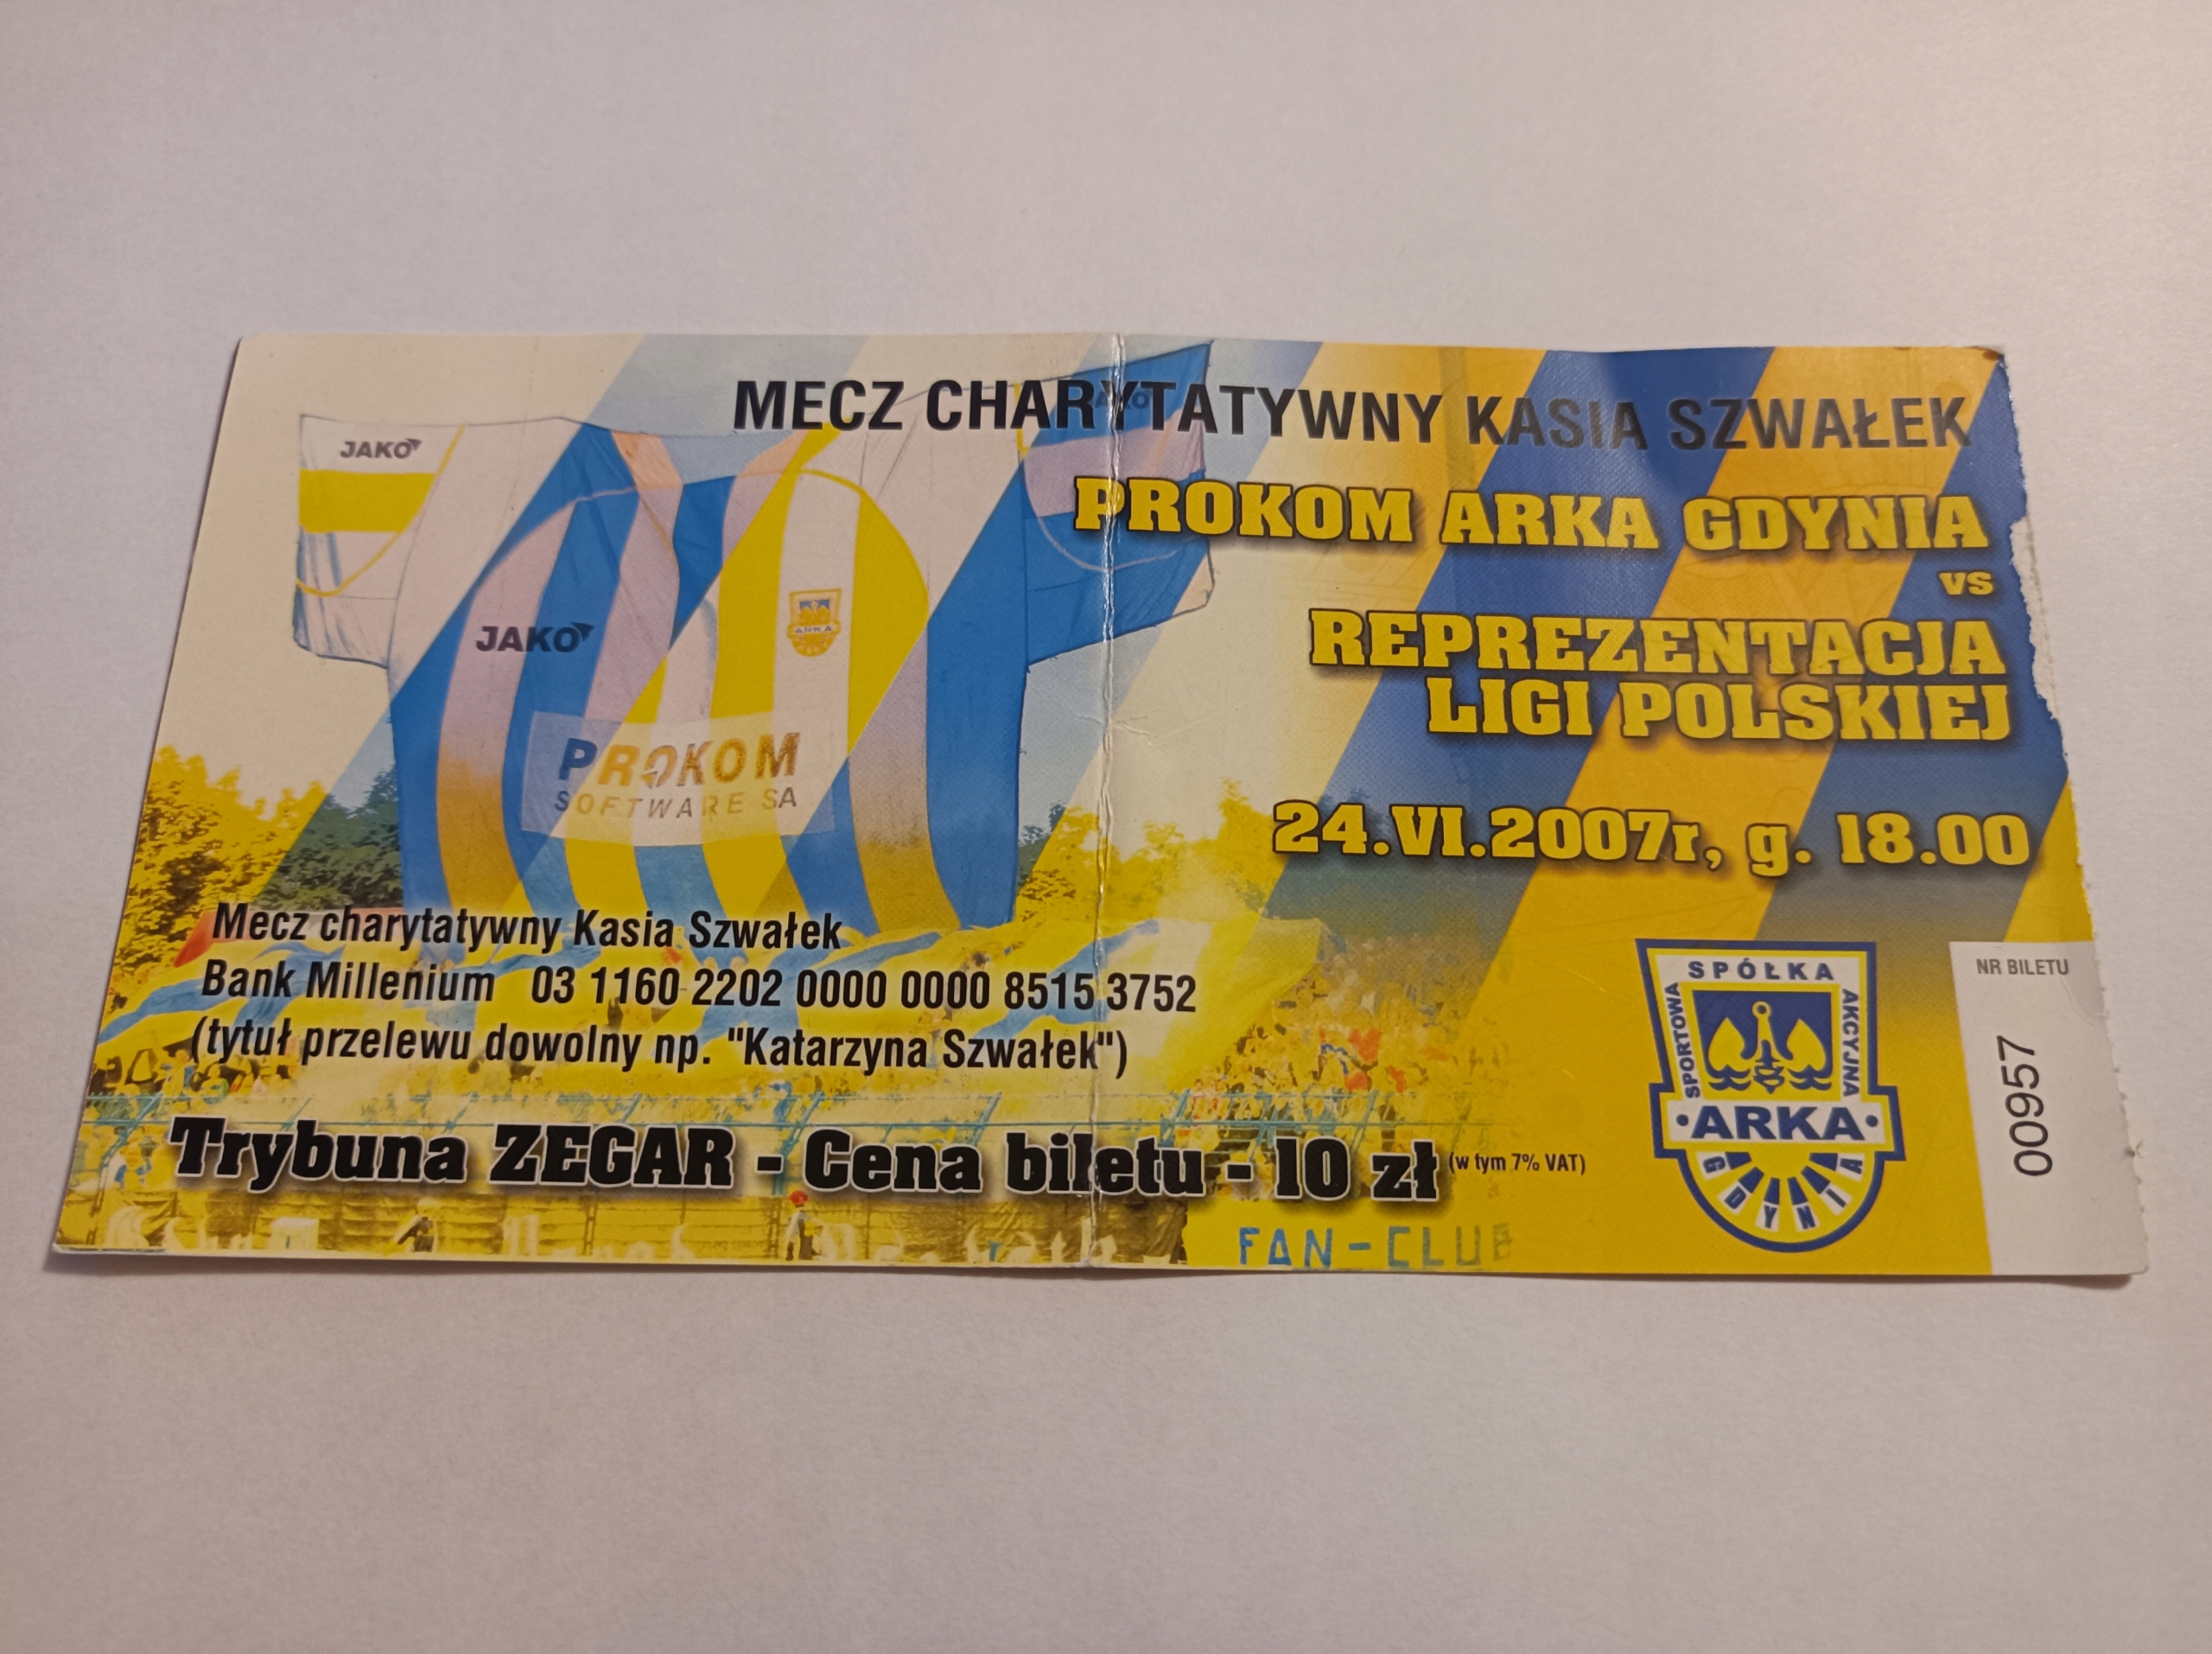 MECZ CHARYTATYWNY KASIA SZWAŁEK
JAKO
PROKOM ARKA GDYNIA
vs
REPREZENTACJA
LIGI POLSKIEJ
JAKO
ARKA
PROKOM
SOFTWARE SA
24.VI.2007r, g. 18.00
Mecz charytatywny Kasia Szwałek
Bank Millenium 03 1160 2202 0000 0000 8515 3752
(tytuł przelewu dowolny np. "Katarzyna Szwałek")
Trybuna ZEGAR - Cena biletu - 10 zł (w tym 7% VAT)
FAN-CLUB
SPORTOWA
SPÓŁKA
AKCYJNA
•ARKA•
GDYNIA
NR BILETU
00957